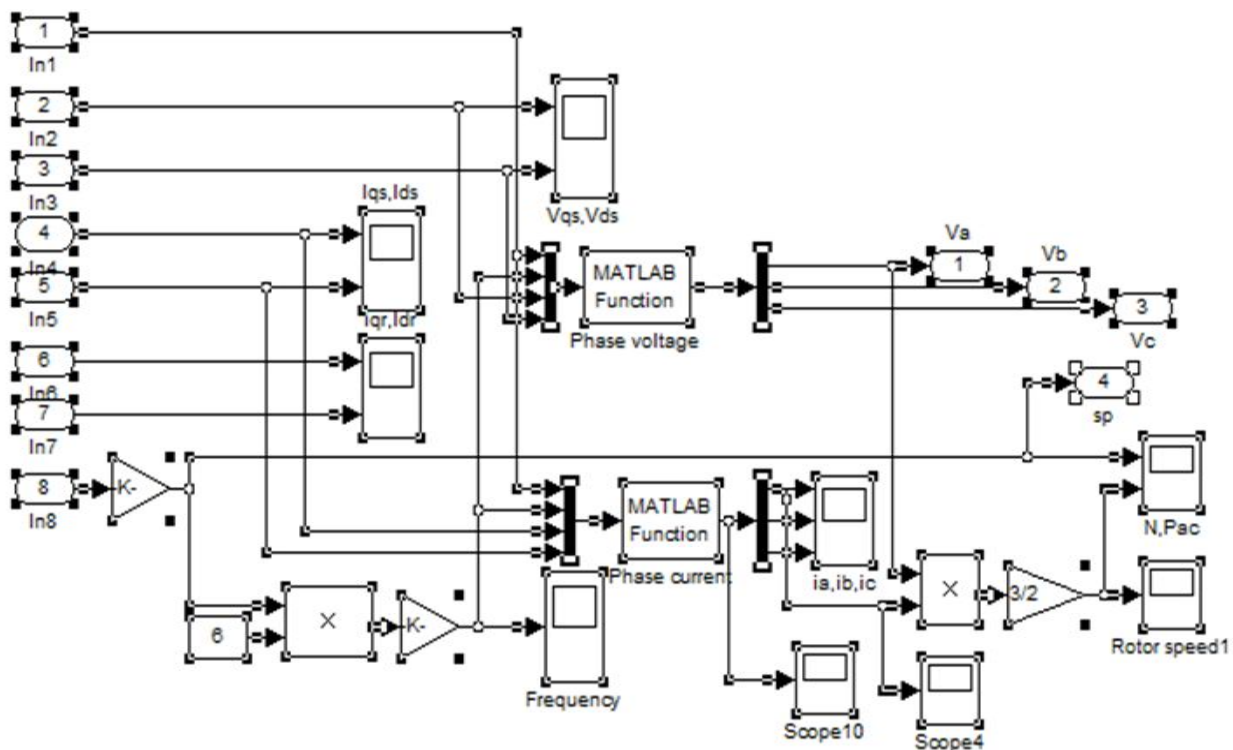 1
In1
2
In2
3
In3
Vqs,Vds
Iqs,Ids
4
In4
5
In5
Iqr,Idr
6
In6
7
In7
MATLAB
Function
Phase voltage
Va
1
Vb
2
3
Vc
4
sp
8
In8
K-
MATLAB
Function
Phase current
ia,ib,ic
N,Pac
6
X
K-
Frequency
X
3/2
Rotor speed1
Scope10
Scope4